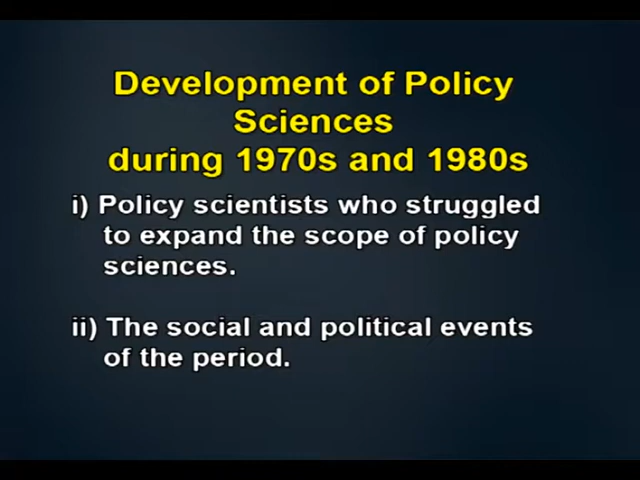 Development of Policy
Sciences
during 1970s and 1980s
i) Policy scientists who struggled
to expand the scope of policy
sciences.
ii) The social and political events
of the period.